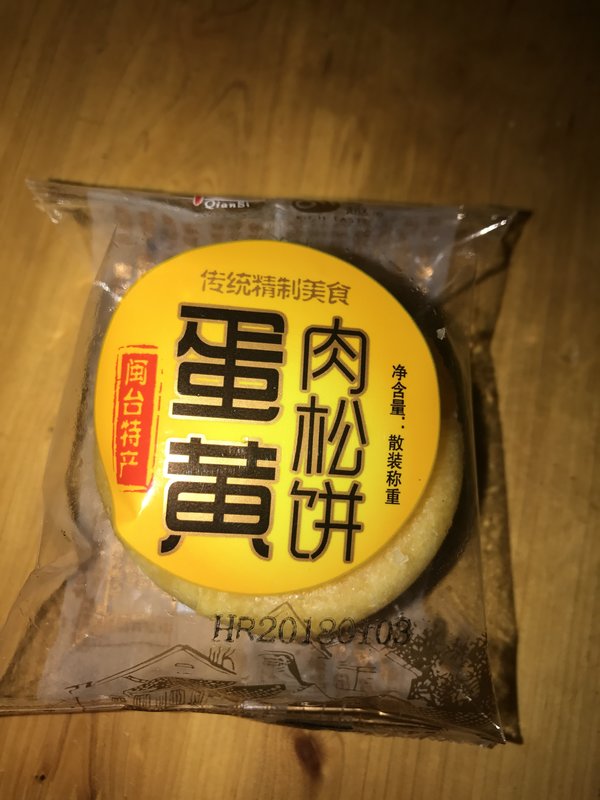 QianBi
传统精制美食
蛋黄
肉松饼
闽台特产
净含量：散装称重
HR20180103